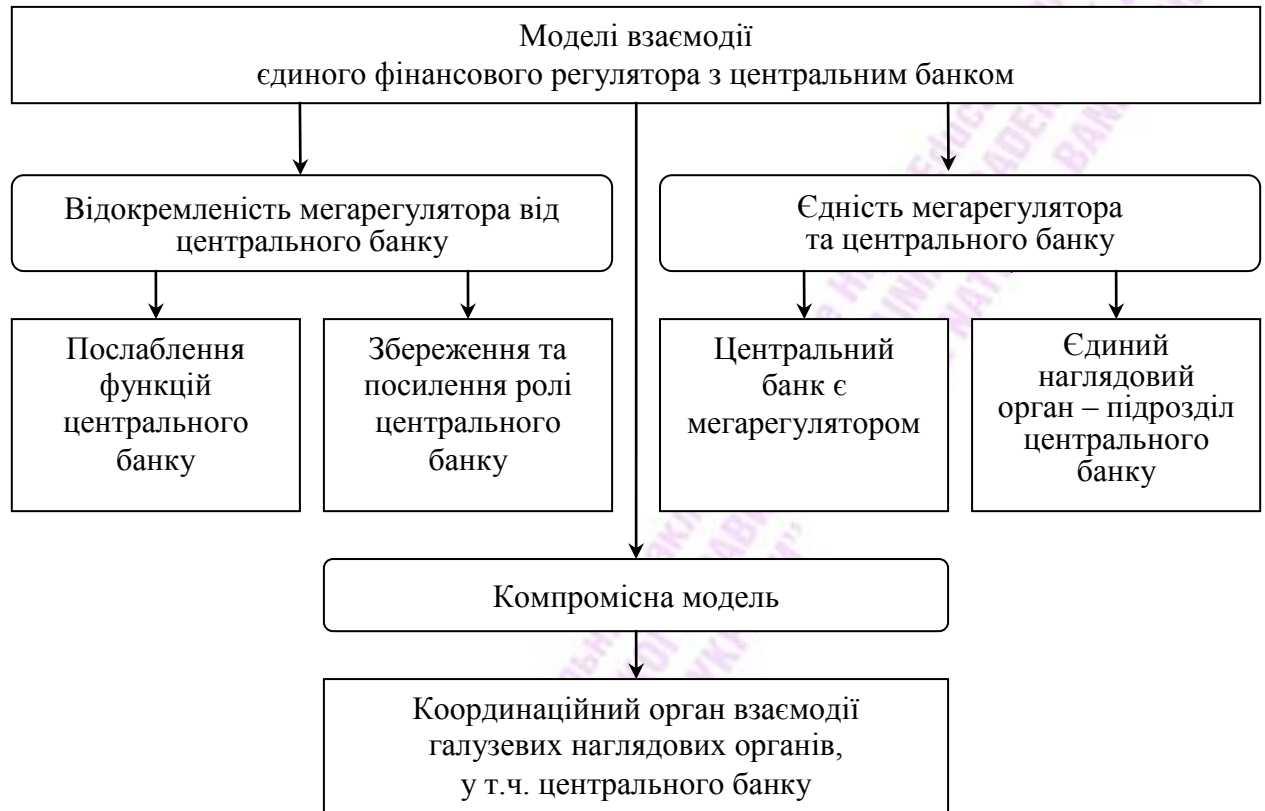 Моделі взаємодії
єдиного фінансового регулятора з центральним банком
Відокремленість мегарегулятора від
центрального банку
Єдність мегарегулятора
та центрального банку
Послаблення
функцій
центрального
банку
Збереження та
посилення ролі
центрального
банку
Центральний
банк є
мегарегулятором
Єдиний
наглядовий
орган – підрозділ
центрального
банку
Компромісна модель
Координаційний орган взаємодії
галузевих наглядових органів,
у т.ч. центрального банку